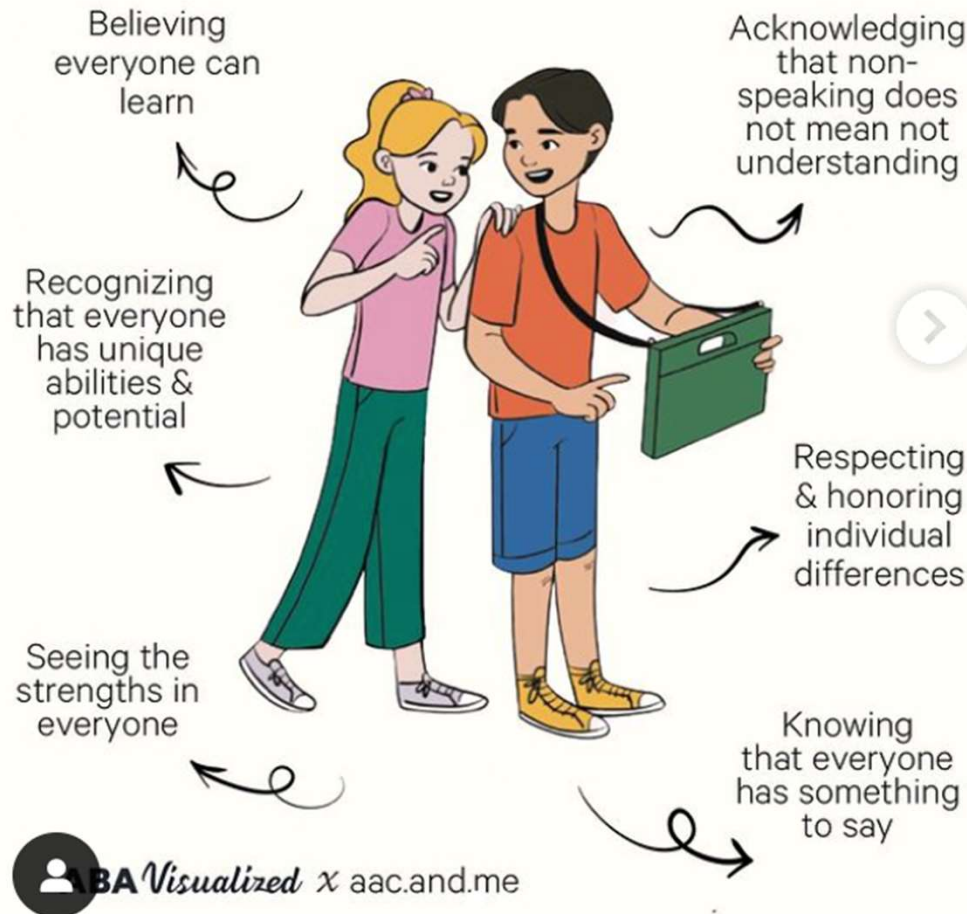 Believing
everyone can
learn
Acknowledging
that non-
speaking does
not mean not
understanding
Recognizing
that everyone
has unique
abilities &
potential
Respecting
& honoring
individual
differences
Seeing the
strengths in
everyone
Knowing
that everyone
has something
to say
BA Visualized x aac.and.me